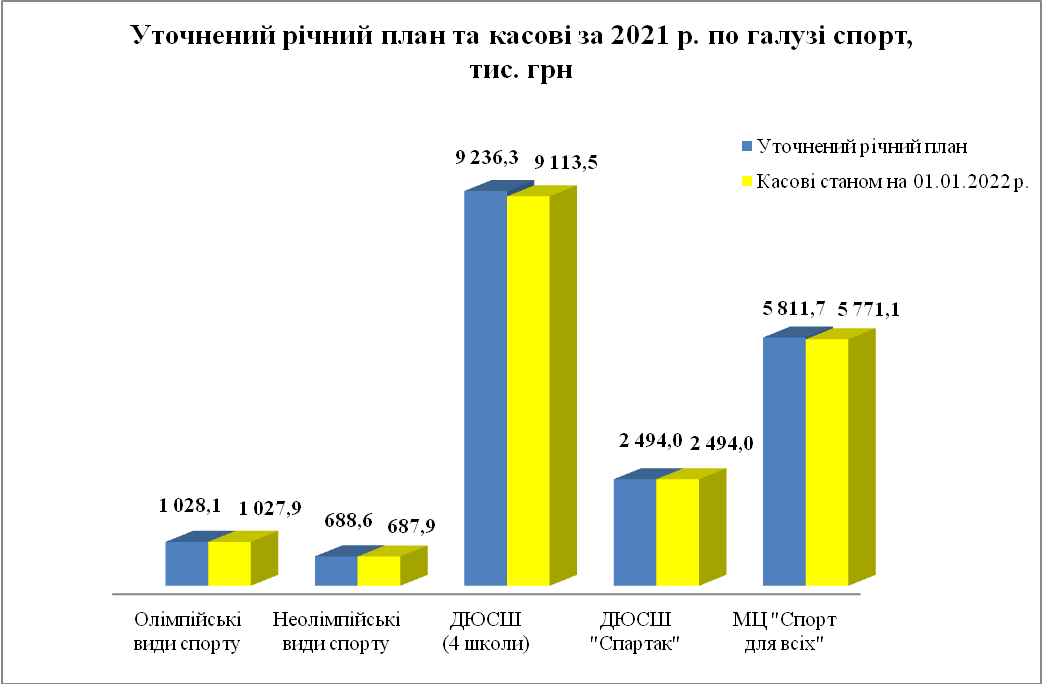 Уточнений річний план та касові за 2021 р. по галузі спорт,
тис. грн
Уточнений річний план
Касові станом на 01.01.2022 р.
9 236,3
9 113,5
5 811,7
5 771,1
2 494,0
2 494,0
1 028,1
1 027,9
688,6
687,9
Олімпійські
види спорту
Неолімпійські
види спорту
ДЮСШ
(4 школи)
ДЮСШ
"Спартак"
МЦ "Спорт
для всіх"